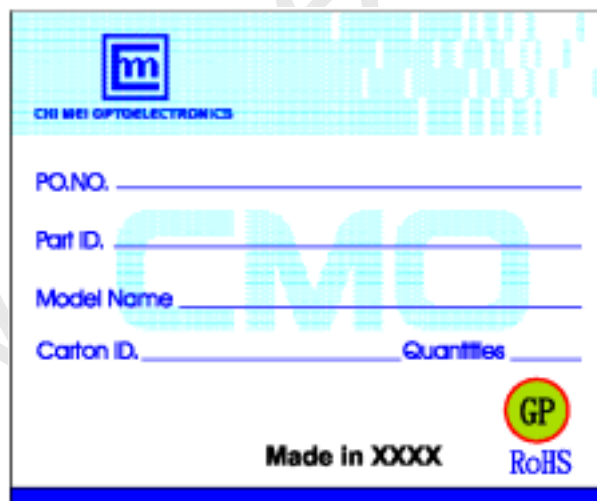 CHI MEI OPTOELECTRONICS
PO.NO.
Part ID.
CMO
Model Name
Carton ID. Quantities
GP
Made in XXXX RoHS